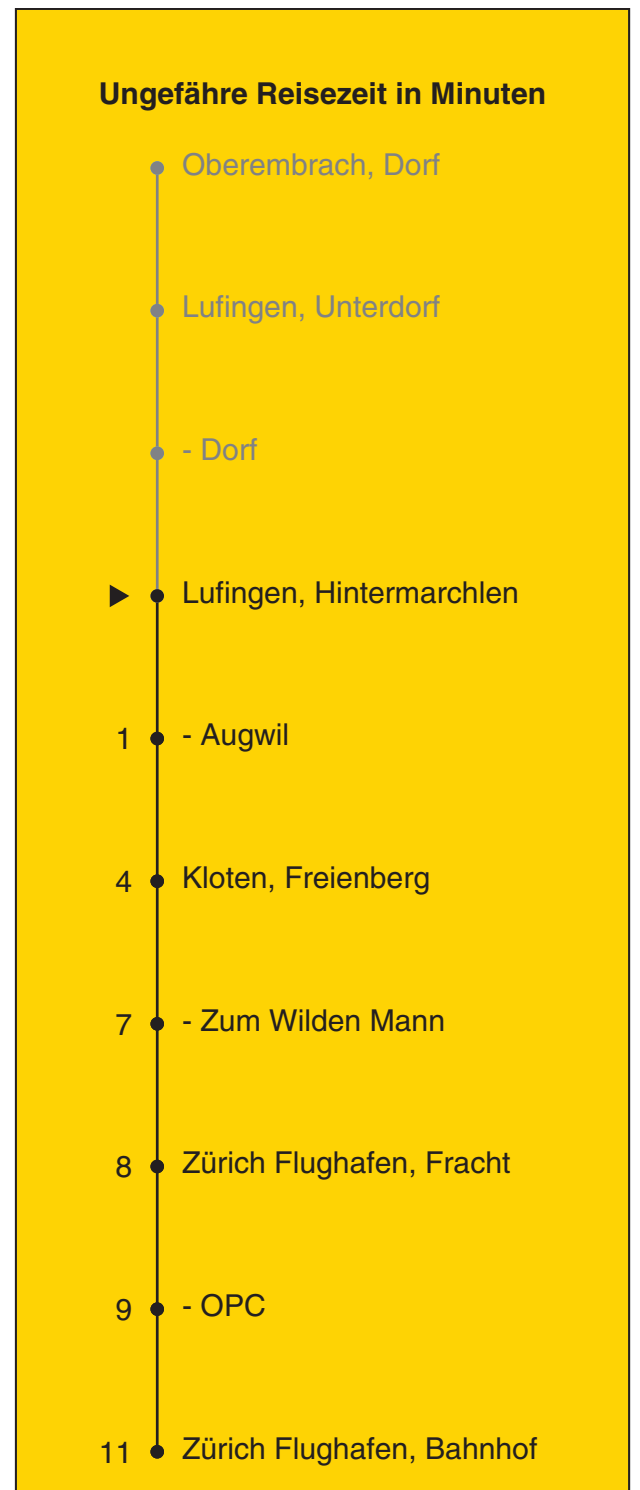 Ungefähre Reisezeit in Minuten
Oberembrach, Dorf
Lufingen, Unterdorf
- Dorf
Lufingen, Hintermarchlen
1 - Augwil
4 Kloten, Freienberg
7 - Zum Wilden Mann
8 Zürich Flughafen, Fracht
9 - OPC
11 Zürich Flughafen, Bahnhof